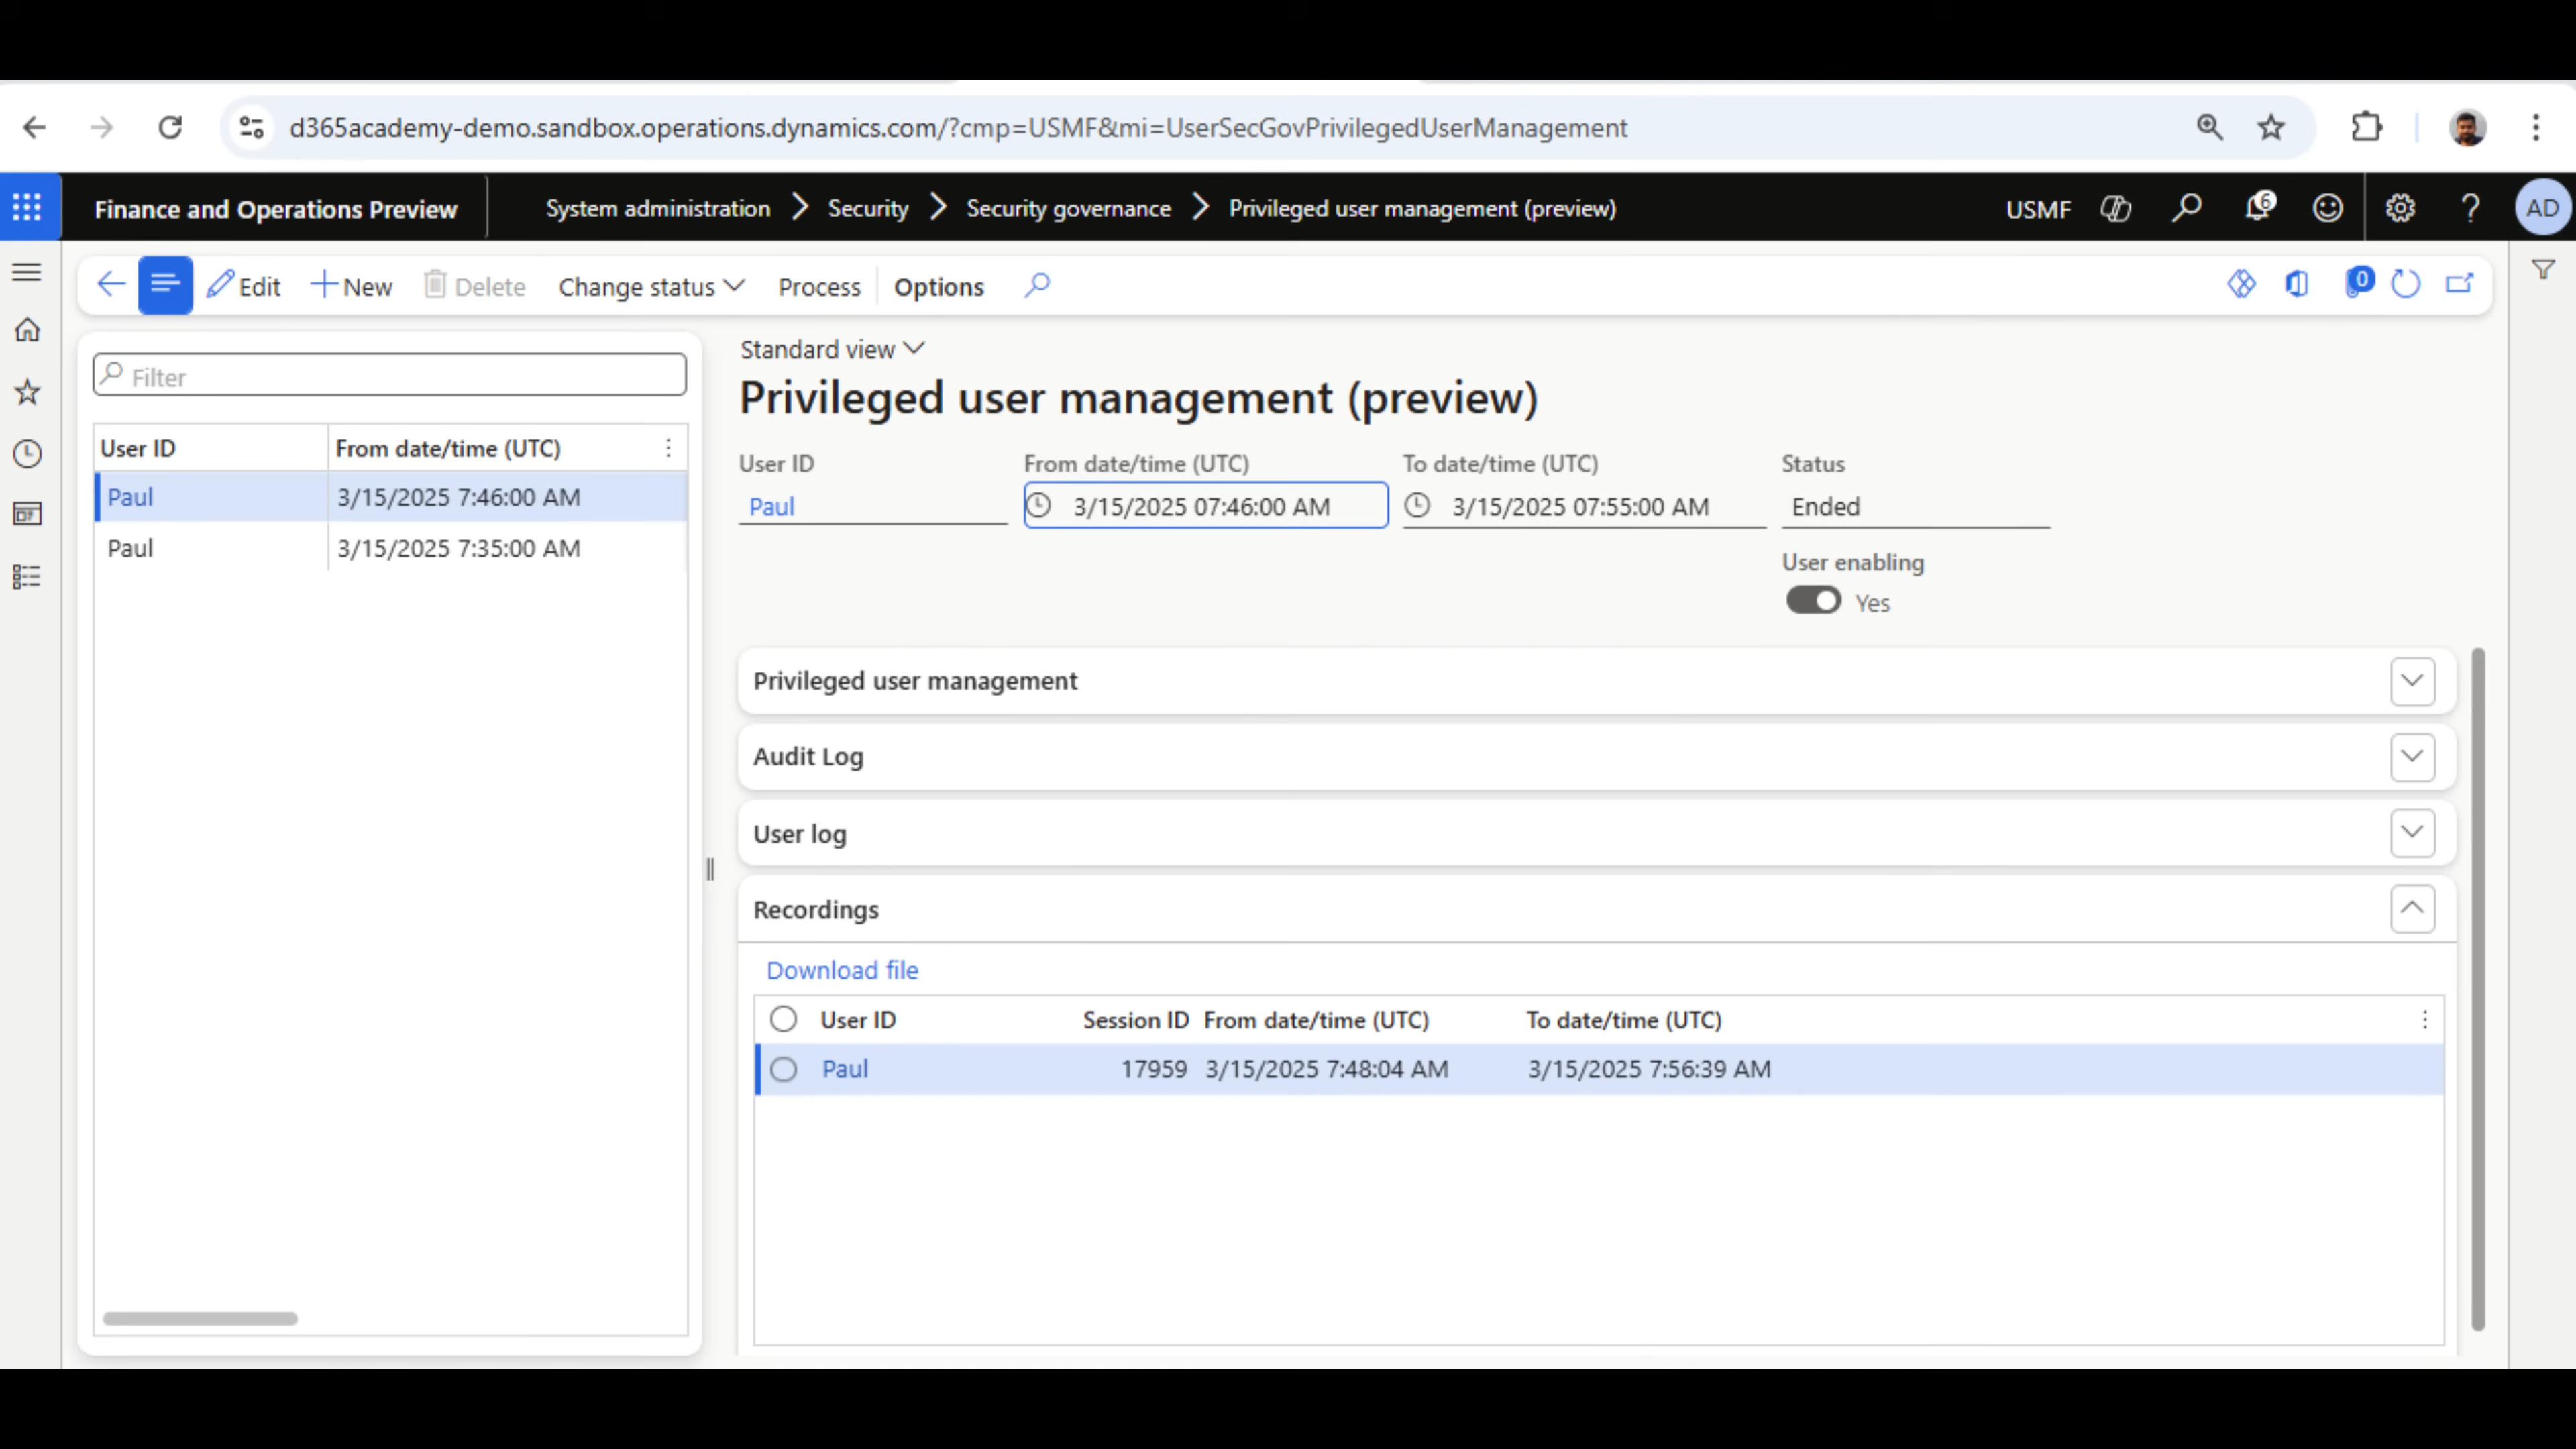 d365academy-demo.sandbox.operations.dynamics.com/?cmp=USMF&mi=UserSecGovPrivilegedUserManagement
Finance and Operations Preview System administration Security Security governance Privileged user management (preview) USMF 6 ? AD
Edit New Delete Change status Process Options 0
Filter
User ID From date/time (UTC)
Paul 3/15/2025 7:46:00 AM
Paul 3/15/2025 7:35:00 AM
Standard view
Privileged user management (preview)
User ID From date/time (UTC) To date/time (UTC) Status
Paul 3/15/2025 07:46:00 AM 3/15/2025 07:55:00 AM Ended
User enabling
Yes
Privileged user management
Audit Log
User log
Recordings
Download file
User ID Session ID From date/time (UTC) To date/time (UTC)
Paul 17959 3/15/2025 7:48:04 AM 3/15/2025 7:56:39 AM